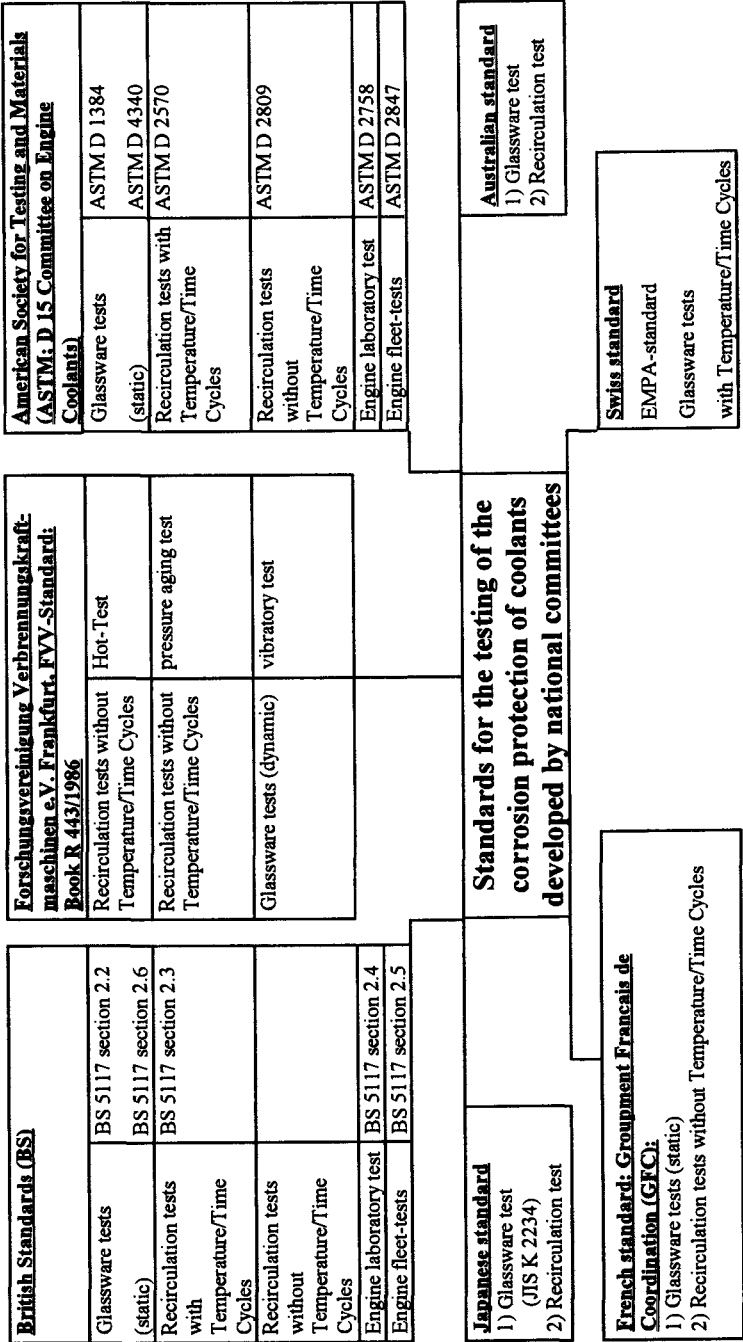 British Standards (BS)
Glassware tests
BS 5117 section 2.2
(static)
BS 5117 section 2.6
Recirculation tests
with
Temperature/Time
Cycles
BS 5117 section 2.3
Recirculation tests
without
Temperature/Time
Cycles
Engine laboratory test
BS 5117 section 2.4
Engine fleet-tests
BS 5117 section 2.5
Forschungsvereinigung Verbrennungskraft-
maschinen e.V. Frankfurt, FVV-Standard:
Book R 443/1986
Recirculation tests without
Temperature/Time Cycles
Hot-Test
Recirculation tests without
Temperature/Time Cycles
pressure aging test
Glassware tests (dynamic)
vibratory test
American Society for Testing and Materials
(ASTM: D 15 Committee on Engine
Coolants)
Glassware tests
ASTM D 1384
(static)
ASTM D 4340
Recirculation tests with
Temperature/Time
Cycles
ASTM D 2570
Recirculation tests
without
Temperature/Time
Cycles
ASTM D 2809
Engine laboratory test
ASTM D 2758
Engine fleet-tests
ASTM D 2847
Japanese standard
1) Glassware test
(JIS K 2234)
2) Recirculation test
Standards for the testing of the
corrosion protection of coolants
developed by national committees
Australian standard
1) Glassware test
2) Recirculation test
French standard: Groupment Francais de
Coordination (GFC):
1) Glassware tests (static)
2) Recirculation tests without Temperature/Time Cycles
Swiss standard
EMPA-standard
Glassware tests
with Temperature/Time Cycles